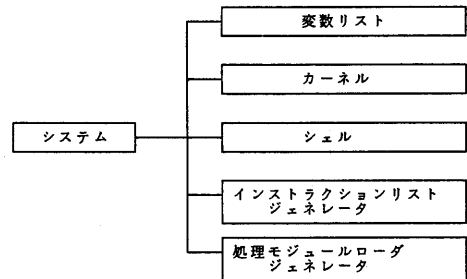 変数リスト
カーネル
システム
シェル
インストラクションリスト
ジェネレータ
処理モジュールローダ
ジェネレータ